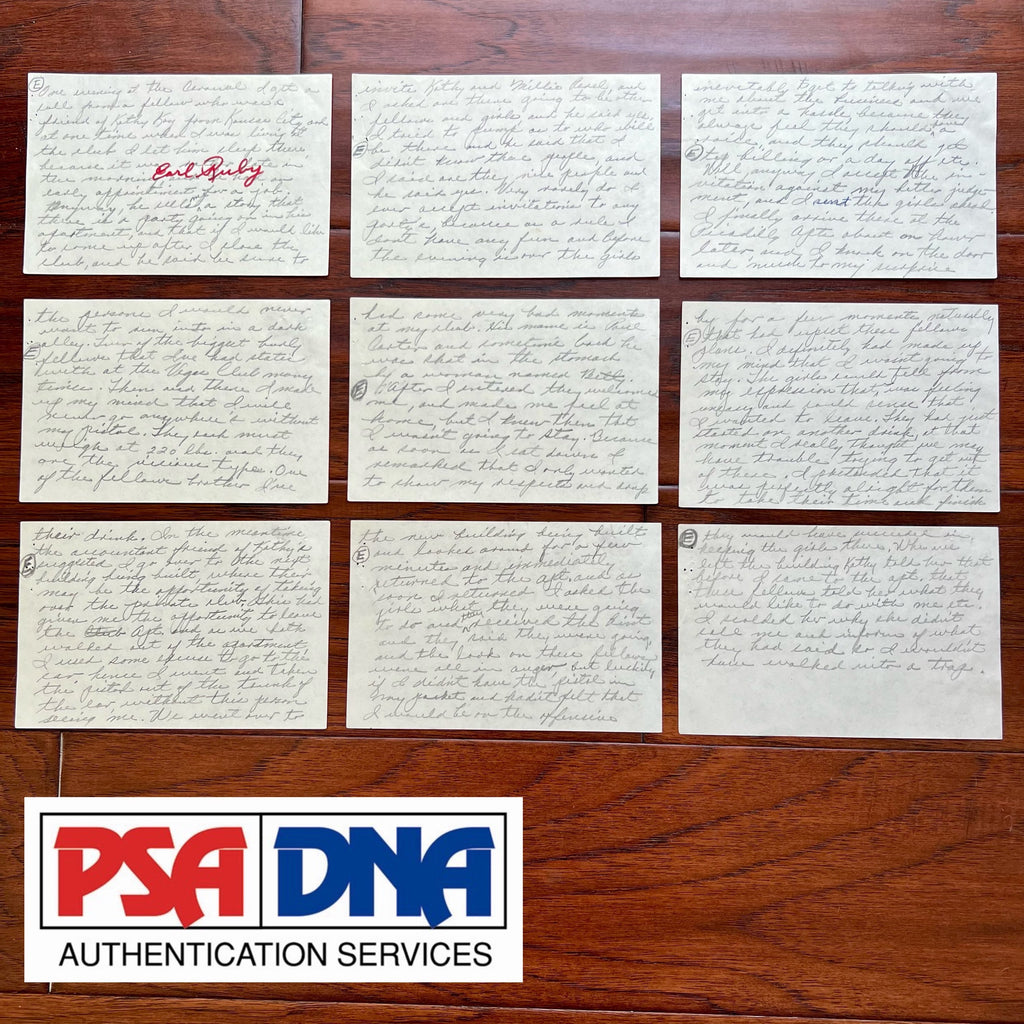 E
One evening at the Carousel I got a
call from a fellow who was a
friend of Kathy Kay from Kansas City, and
at one time when I was living at
the club I let him sleep there
because it was late in
the morning he had an
early appointment for a job.
Anyway he tells a story that
there is a party going on in his
apartment and that if I would like
to come up after I close the
club, and he said be sure to
Earl Ruby
invite Kathy and Millie and
I asked are there going to be other
fellows and girls and he said yes.
I tried to pump as to who will
be there and he said that I
E
didn't know those people, and
I said are they nice people and
he said yes. Very rarely do I
ever accept invitations to any
party's, because as a rule I
don't have any fun and before
the evening is over the girls
inevitably get to talking with
me about the business and we
get into a hassle, because they
always feel they should get a
raise, and they should get
E
top billing or a day off etc.
Well anyway I accept the in-
vitation against my better judge-
ment, and I sent the girls ahead.
I finally arrive there at the
Piccadilly Apts about an hour
later and I knock on the door
and much to my surprise
the persons I would never
want to run into in a dark
alley. Two of the biggest burly
E
fellows that I've had static
with at the Vegas Club many
times. Then and there I made
up my mind that I will
never go anywhere's without
my pistol. They each must
weigh at 220 lbs. and they
are the vicious type. One
of the fellows brother I've
had some very bad moments
at my club. His name is
and sometime back he
was shot in the stomach
by a woman named
E
After I entered they welcomed
me, and made me feel at
home, but I knew then that
I wasn't going to stay. Because
as soon as I sat down I
remarked that I only wanted
to show my respects and
by for a few moments, naturally
E
that had upset these fellows
plans. I definitely had made up
my mind that I wasn't going to
stay. The girls could tell from
my expression that I was feeling
uneasy and could sense that
I wanted to leave. They had just
started on another drink, at that
moment I really thought we may
have trouble trying to get out
of there. I pretended that it
was perfectly alright for them
to take their time and finish
their drink. In the meantime
the accountant friend of Kathy's
E
suggested I go over to the next
building being built, where there
may be the opportunity of taking
over the private club. This had
given me the opportunity to leave
the Club Apt. and as we both
walked out of the apartment
I used some excuse to go to the
car hence I went and taken
the pistol out of the trunk of
the car, without this person
seeing me. We went over to
the new building being built
E
and looked around for a few
minutes and immediately
returned to the apt. and as
soon I returned I asked the
girls what they were going
to do and they received the hint
and they said they were going,
and the look on these fellows
were all in anger but luckily
if I didn't have the pistol in
my jacket and hadn't felt that
I would be on the offensive
E
they would have succeed in
keeping the girls there. When we
left the building Kathy told me that
before I came to the apt. that
these fellows told her what they
would like to do with me etc.
I scolded her why she didn't
call me and inform of what
they had said so I wouldn't
have walked into a trap.
PSA DNA
AUTHENTICATION SERVICES